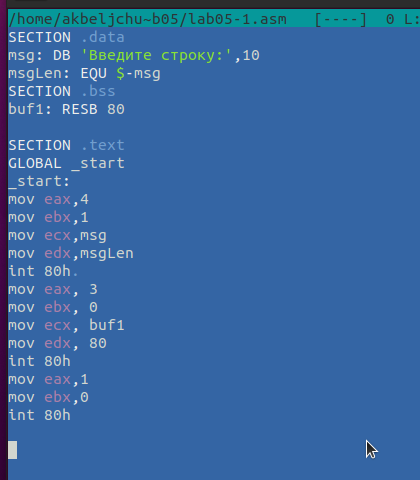 /home/akbeljchu~b05/lab05-1.asm [----] 0 L:
SECTION .data
msg: DB 'Введите строку:',10
msgLen: EQU $-msg
SECTION .bss
buf1: RESB 80
SECTION .text
GLOBAL _start
_start:
mov eax,4
mov ebx,1
mov ecx,msg
mov edx,msgLen
int 80h.
mov eax, 3
mov ebx, 0
mov ecx, buf1
mov edx, 80
int 80h
mov eax,1
mov ebx,0
int 80h